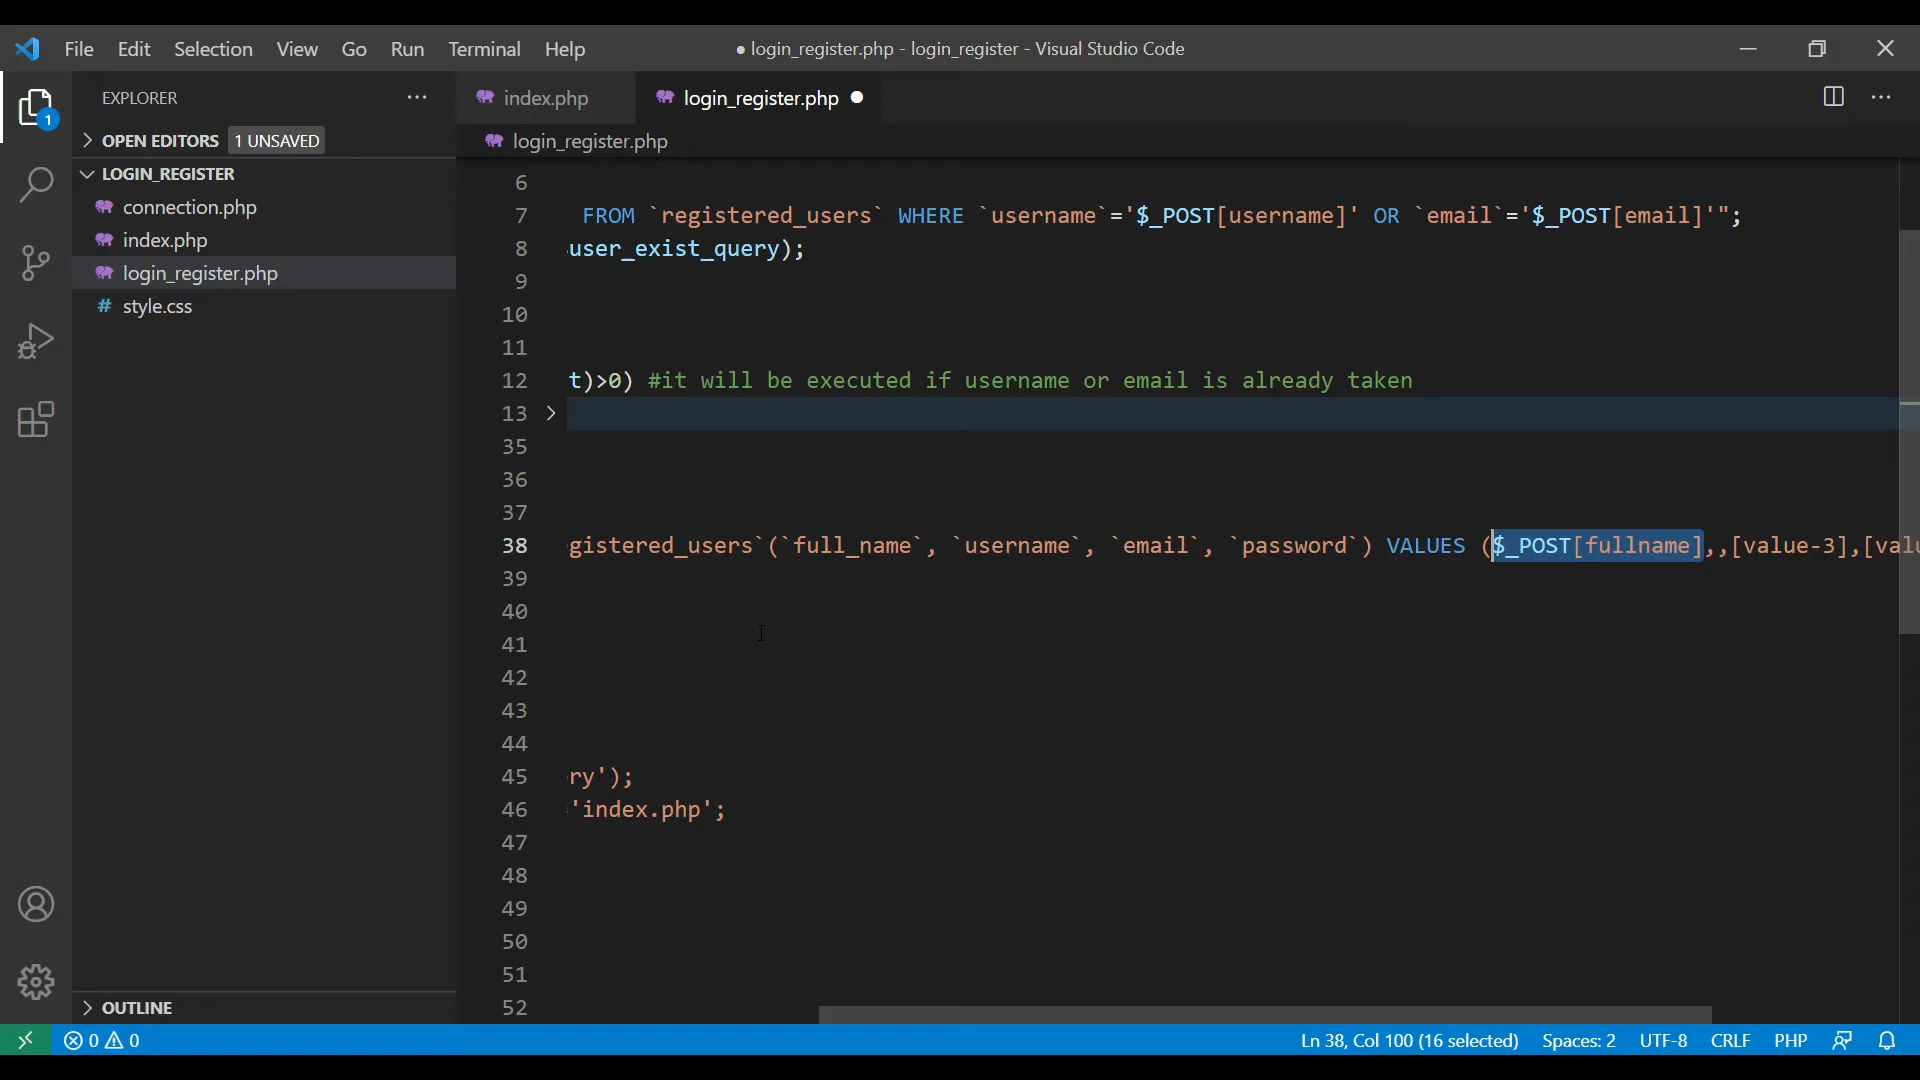 File Edit Selection View Go Run Terminal Help
● login_register.php - login_register - Visual Studio Code
EXPLORER
OPEN EDITORS 1 UNSAVED
LOGIN_REGISTER
connection.php
index.php
login_register.php
# style.css
OUTLINE
1
index.php
login_register.php ●
login_register.php
6
7 FROM `registered_users` WHERE `username`='$_POST[username]' OR `email`='$_POST[email]'";
8 user_exist_query);
9
10
11
12 t)>0) #it will be executed if username or email is already taken
13
35
36
37
38 gistered_users`(`full_name`, `username`, `email`, `password`) VALUES ($_POST[fullname],,[value-3],[valu
39
40
41
42
43
44
45 ry');
46 'index.php';
47
48
49
50
51
52
0 0
Ln 38, Col 100 (16 selected) Spaces: 2 UTF-8 CRLF PHP